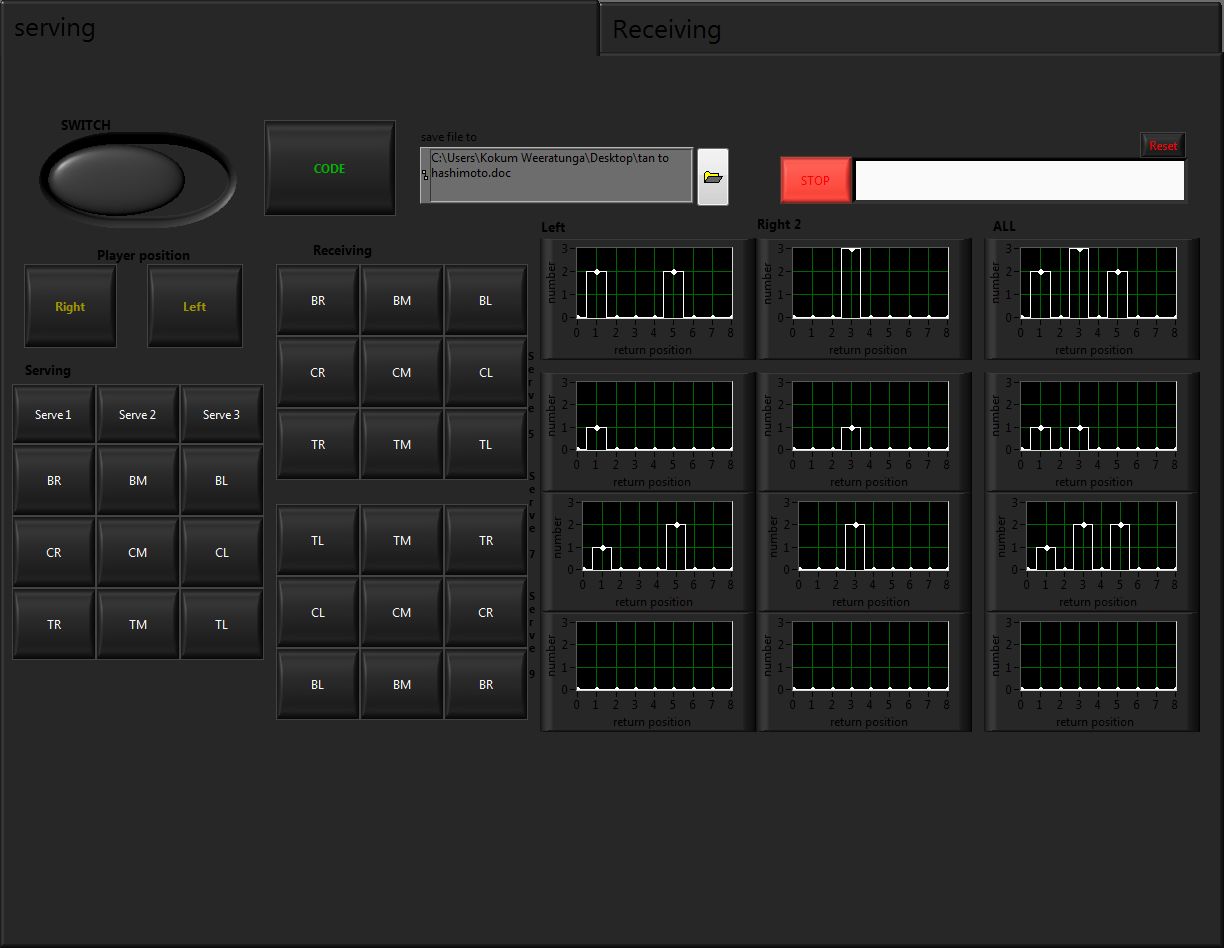 serving
Receiving
SWITCH
CODE
save file to
C:\Users\Kokum Weeratunga\Desktop\tan to
hashimoto.doc
Reset
STOP
Player position
Right
Left
Serving
Serve 1 Serve 2 Serve 3
BR BM BL
CR CM CL
TR TM TL
Receiving
BR BM BL
CR CM CL
TR TM TL
TL TM TR
CL CM CR
BL BM BR
Left
Right 2
ALL
3
2
1
0
number
0 1 2 3 4 5 6 7 8
return position
3
2
1
0
number
0 1 2 3 4 5 6 7 8
return position
3
2
1
0
number
0 1 2 3 4 5 6 7 8
return position
Serve 5
3
2
1
0
number
0 1 2 3 4 5 6 7 8
return position
3
2
1
0
number
0 1 2 3 4 5 6 7 8
return position
3
2
1
0
number
0 1 2 3 4 5 6 7 8
return position
Serve 7
3
2
1
0
number
0 1 2 3 4 5 6 7 8
return position
3
2
1
0
number
0 1 2 3 4 5 6 7 8
return position
3
2
1
0
number
0 1 2 3 4 5 6 7 8
return position
Serve 9
3
2
1
0
number
0 1 2 3 4 5 6 7 8
return position
3
2
1
0
number
0 1 2 3 4 5 6 7 8
return position
3
2
1
0
number
0 1 2 3 4 5 6 7 8
return position